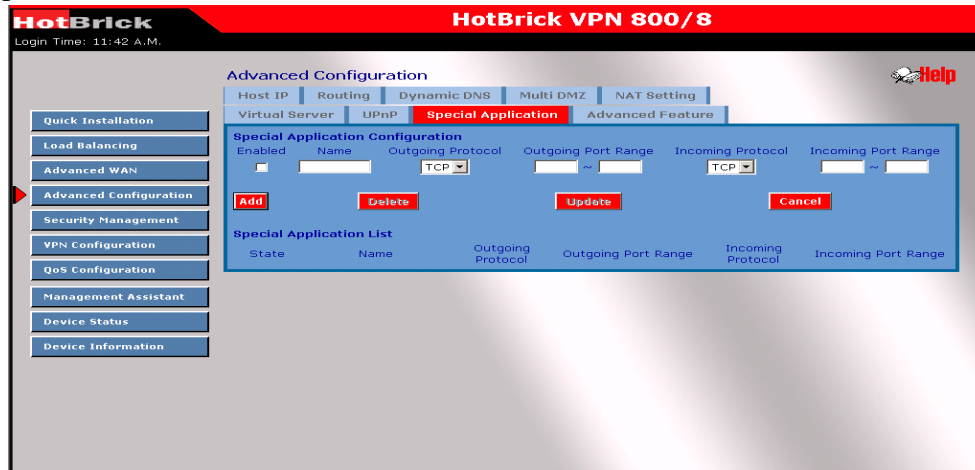 HotBrick
HotBrick VPN 800/8
Login Time: 11:42 A.M.
Advanced Configuration
Help
Host IP Routing Dynamic DNS Multi DMZ NAT Setting
Virtual Server UPnP Special Application Advanced Feature
Quick Installation
Load Balancing
Advanced WAN
Advanced Configuration
Security Management
VPN Configuration
QoS Configuration
Management Assistant
Device Status
Device Information
Special Application Configuration
Enabled Name Outgoing Protocol Outgoing Port Range Incoming Protocol Incoming Port Range
TCP ~ TCP ~
Add Delete Update Cancel
Special Application List
State Name Outgoing Protocol Outgoing Port Range Incoming Protocol Incoming Port Range